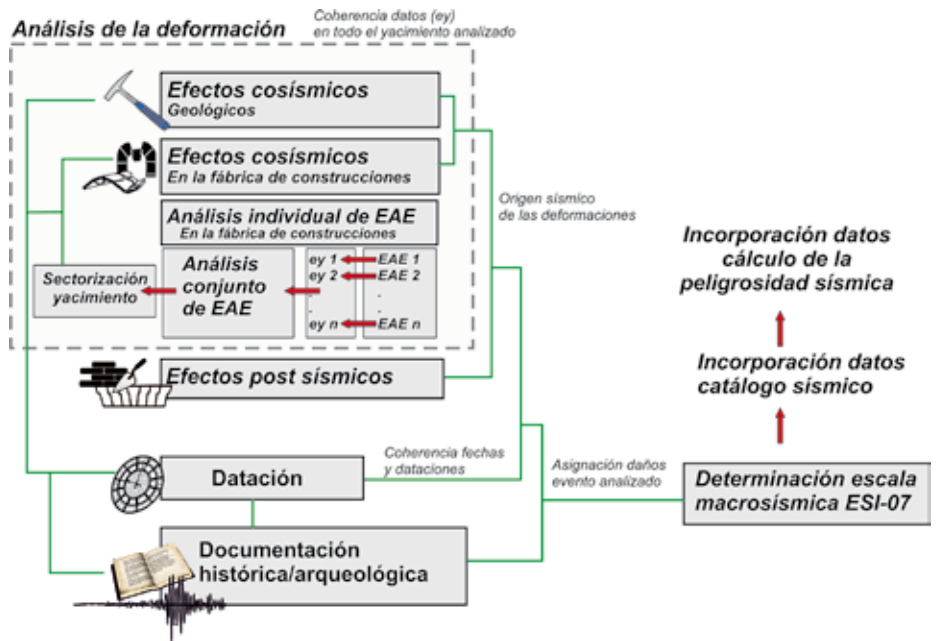 Análisis de la deformación
Coherencia datos (ey)
en todo el yacimiento analizado
Efectos cosísmicos
Geológicos
Efectos cosísmicos
En la fábrica de construcciones
Análisis individual de EAE
En la fábrica de construcciones
Sectorización
yacimiento
Análisis
conjunto
de EAE
ey 1
ey 2
.
.
ey n
EAE 1
EAE 2
.
.
EAE n
Efectos post sísmicos
Origen sísmico
de las deformaciones
Datación
Coherencia fechas
y dataciones
Documentación
histórica/arqueológica
Asignación daños
evento analizado
Incorporación datos
cálculo de la
peligrosidad sísmica
Incorporación datos
catálogo sísmico
Determinación escala
macrosísmica ESI-07